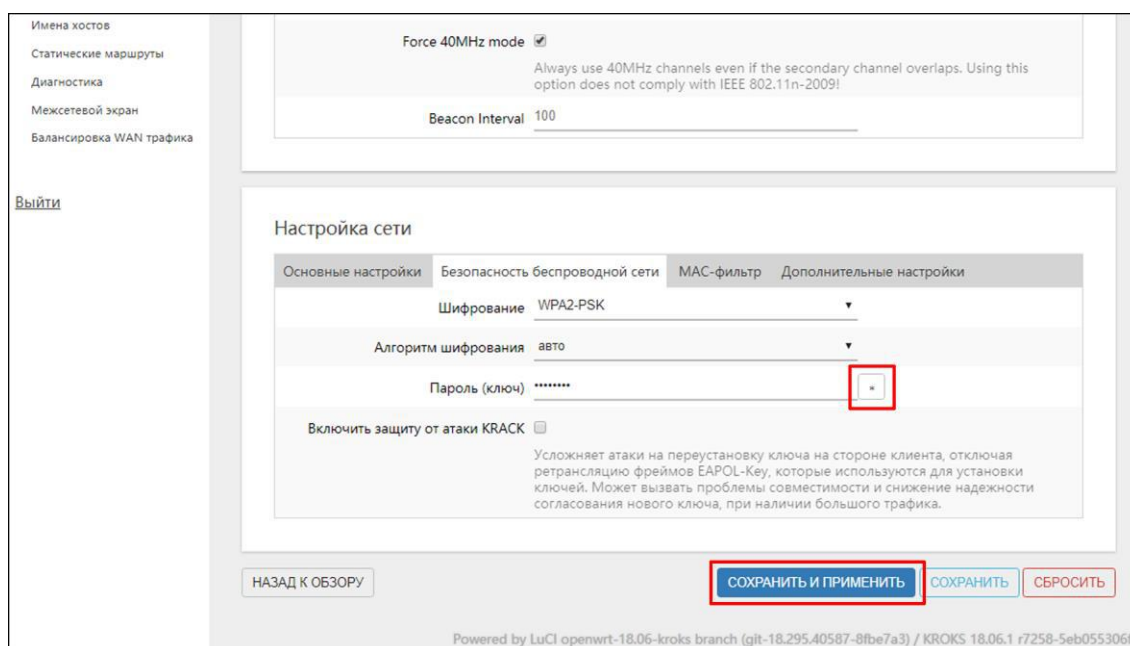 Имена хостов
Статические маршруты
Диагностика
Межсетевой экран
Балансировка WAN трафика
Выйти
Force 40MHz mode
Always use 40MHz channels even if the secondary channel overlaps. Using this
option does not comply with IEEE 802.11n-2009!
Beacon Interval 100
Настройка сети
Основные настройки Безопасность беспроводной сети MAC-фильтр Дополнительные настройки
Шифрование WPA2-PSK
Алгоритм шифрования авто
Пароль (ключ) ••••••••
Включить защиту от атаки KRACK
Усложняет атаки на переустановку ключа на стороне клиента, отключая
ретрансляцию фреймов EAPOL-Key, которые используются для установки
ключей. Может вызвать проблемы совместимости и снижение надежности
согласования нового ключа, при наличии большого трафика.
НАЗАД К ОБЗОРУ СОХРАНИТЬ И ПРИМЕНИТЬ СОХРАНИТЬ СБРОСИТЬ
Powered by LuCI openwrt-18.06-kroks branch (git-18.295.40587-8fbe7a3) / KROKS 18.06.1